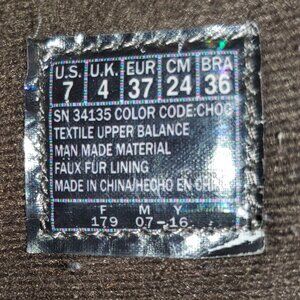 U.S. U.K. EUR CM BRA
7 4 37 24 36
SN 34135 COLOR CODE:CHOC
TEXTILE UPPER BALANCE
MAN MADE MATERIAL
FAUX FUR LINING
MADE IN CHINA/HECHO EN CHINA
F M Y
179 07-16